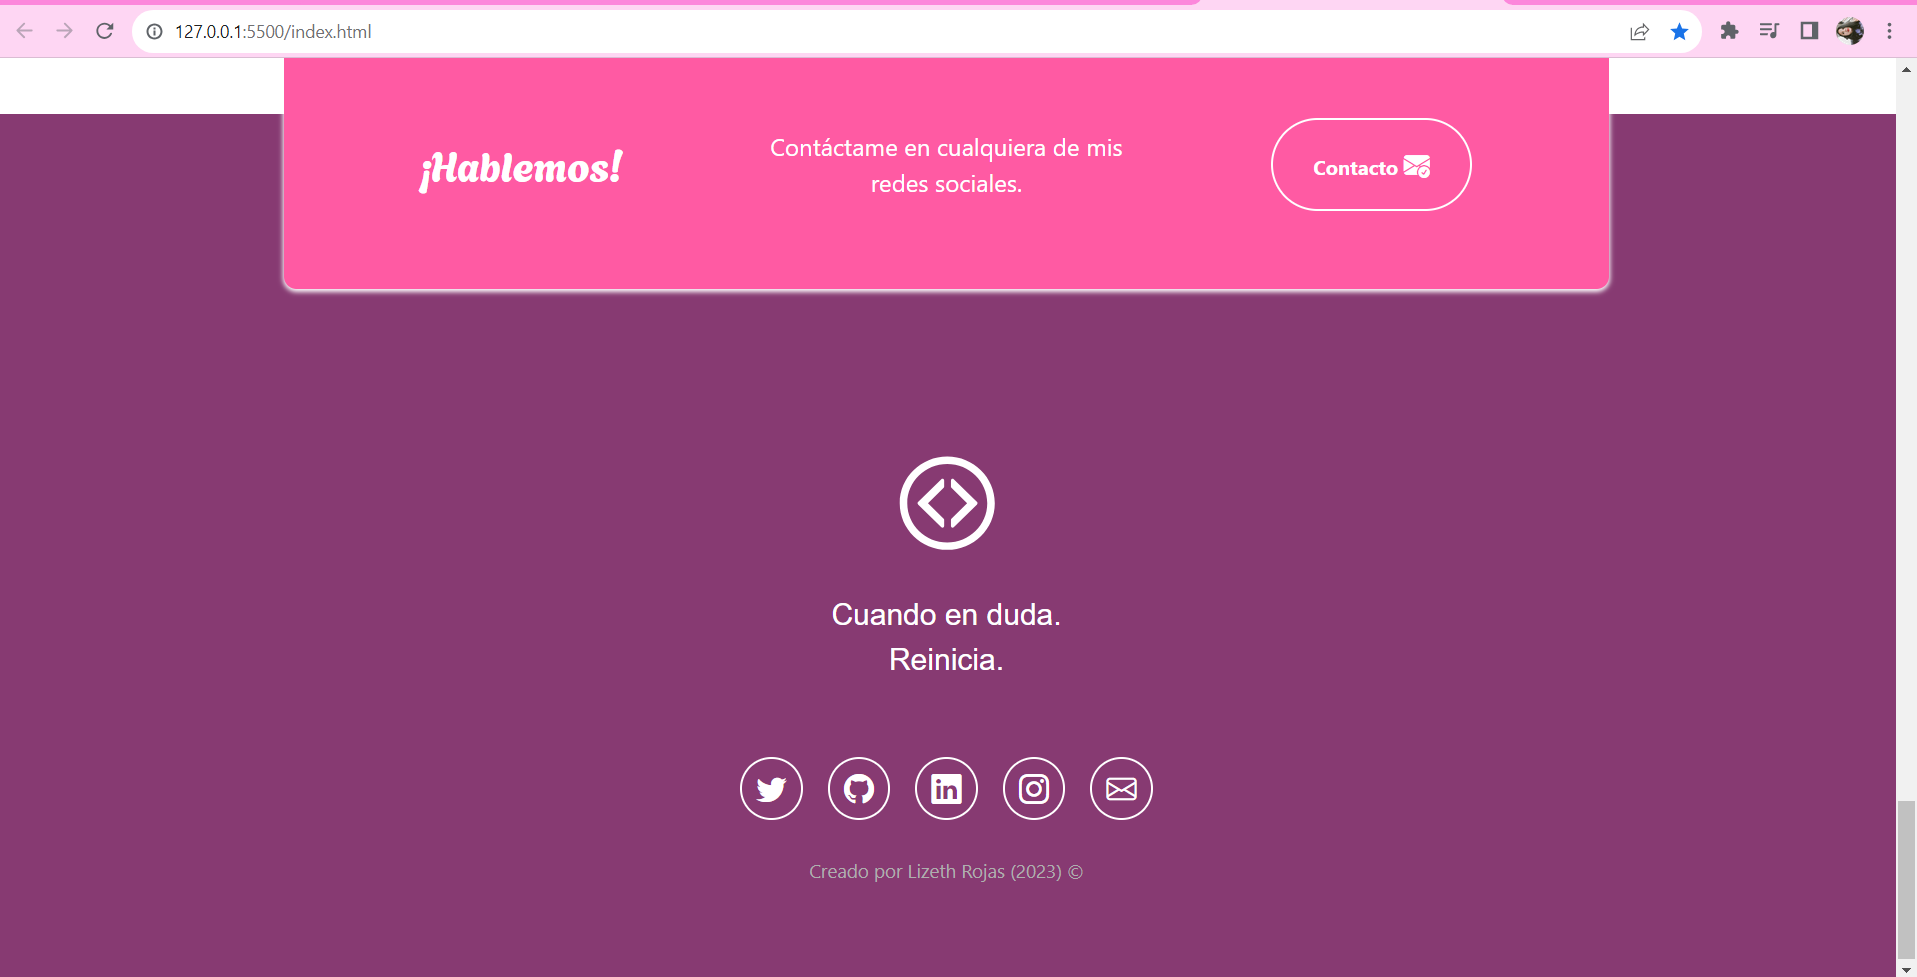 127.0.0.1:5500/index.html
¡Hablemos!
Contáctame en cualquiera de mis
redes sociales.
Contacto
Cuando en duda.
Reinicia.
in
Creado por Lizeth Rojas (2023) ©